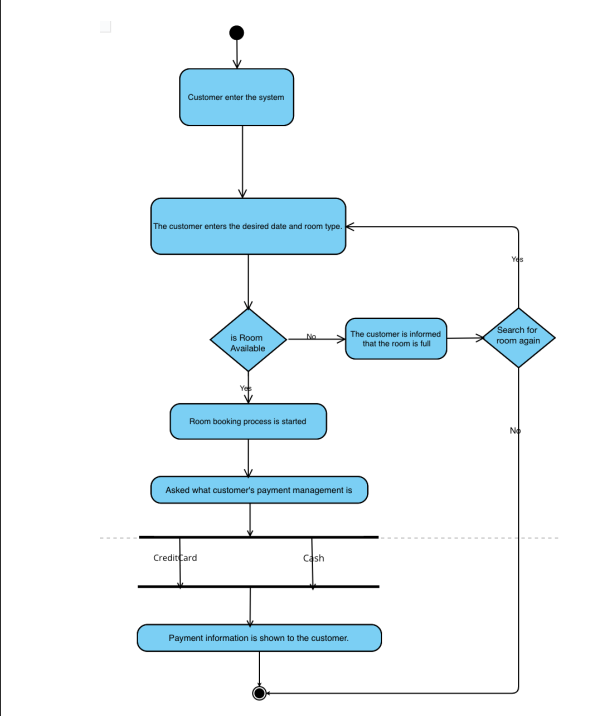 Customer enter the system
The customer enters the desired date and room type.
Yes
is Room
Available
No
The customer is informed
that the room is full
Search for
room again
Yes
Room booking process is started
No
Asked what customer's payment management is
CreditCard
Cash
Payment information is shown to the customer.